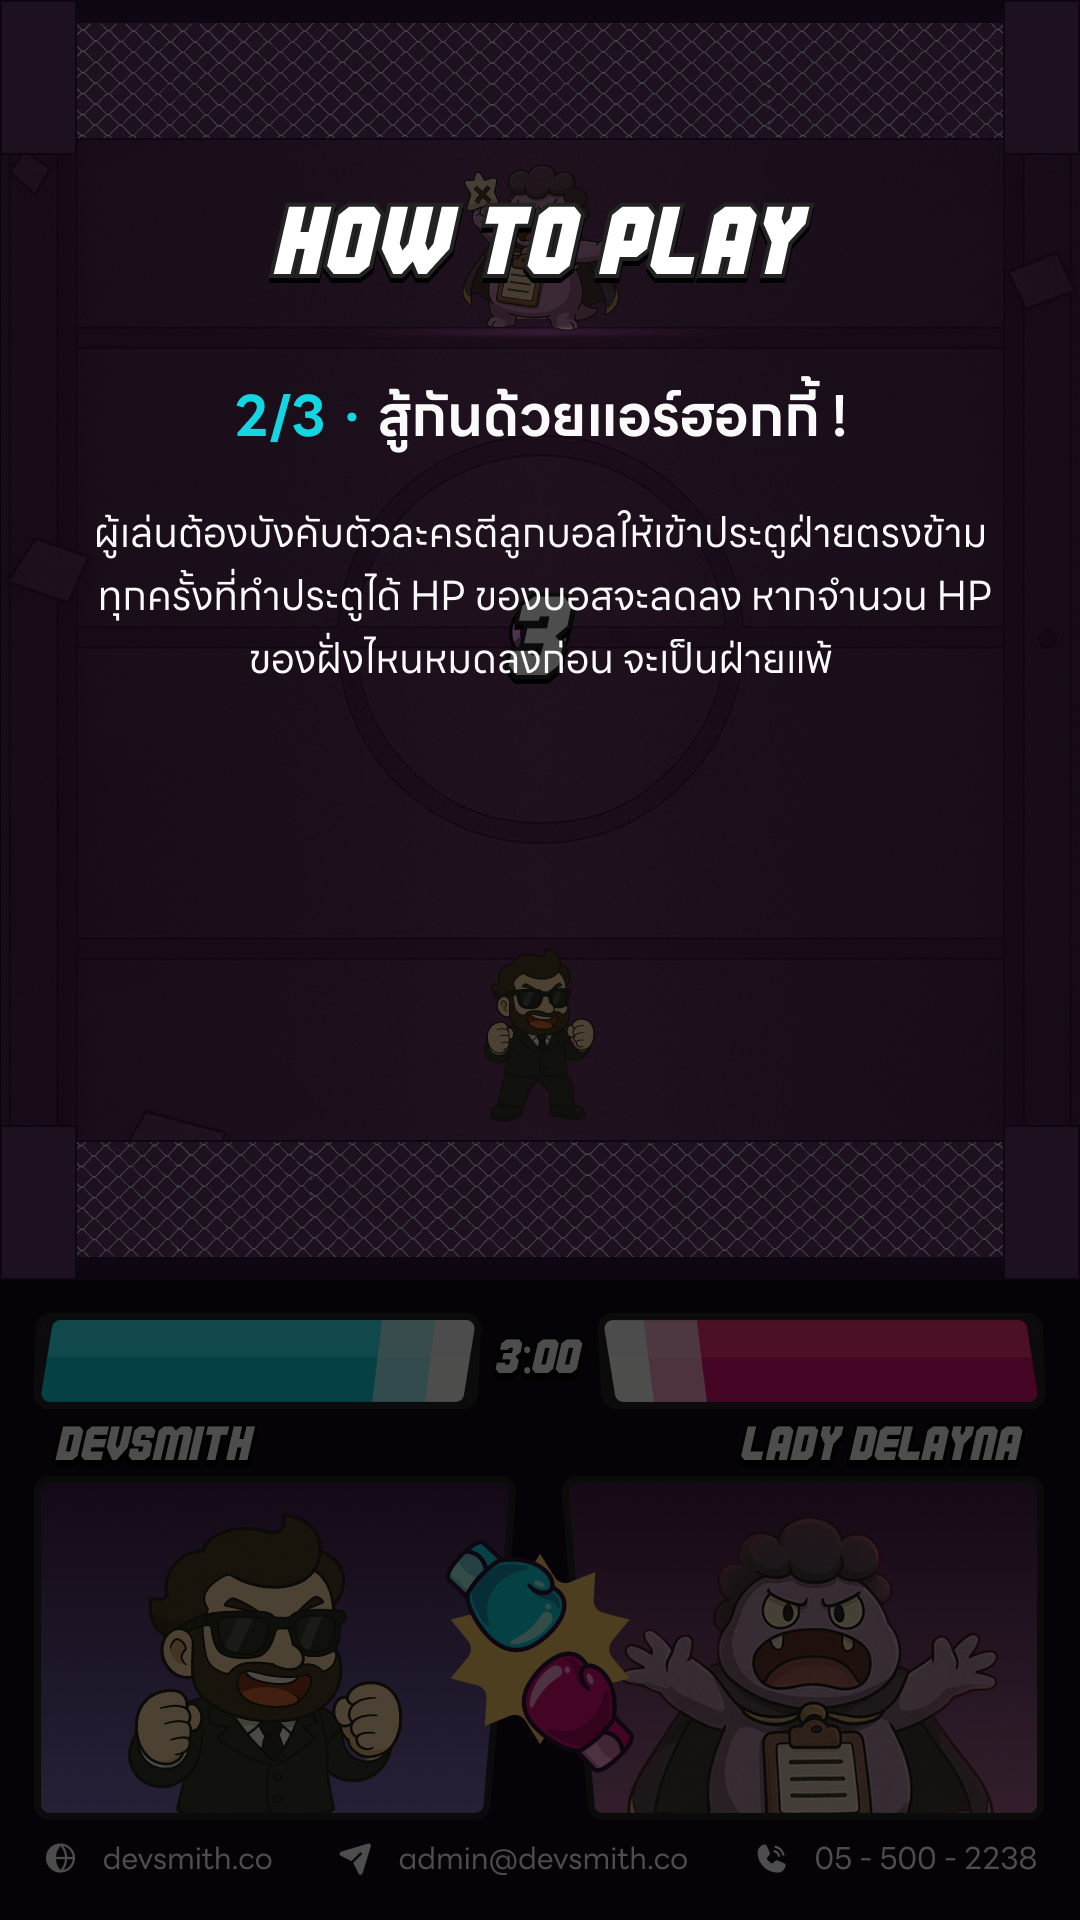 HOW TO PLAY
2/3 · สู้กันด้วยแอร์ฮอกกี้ !
ผู้เล่นต้องบังคับตัวละครตีลูกบอลให้เข้าประตูฝ่ายตรงข้าม
ทุกครั้งที่ทำประตูได้ HP ของบอสจะลดลง หากจำนวน HP
3
ของฝั่งไหนหมดลงก่อน จะเป็นฝ่ายแพ้
3:00
DEVSMITH
LADY DELAYNA
devsmith.co
admin@devsmith.co
05 - 500 - 2238